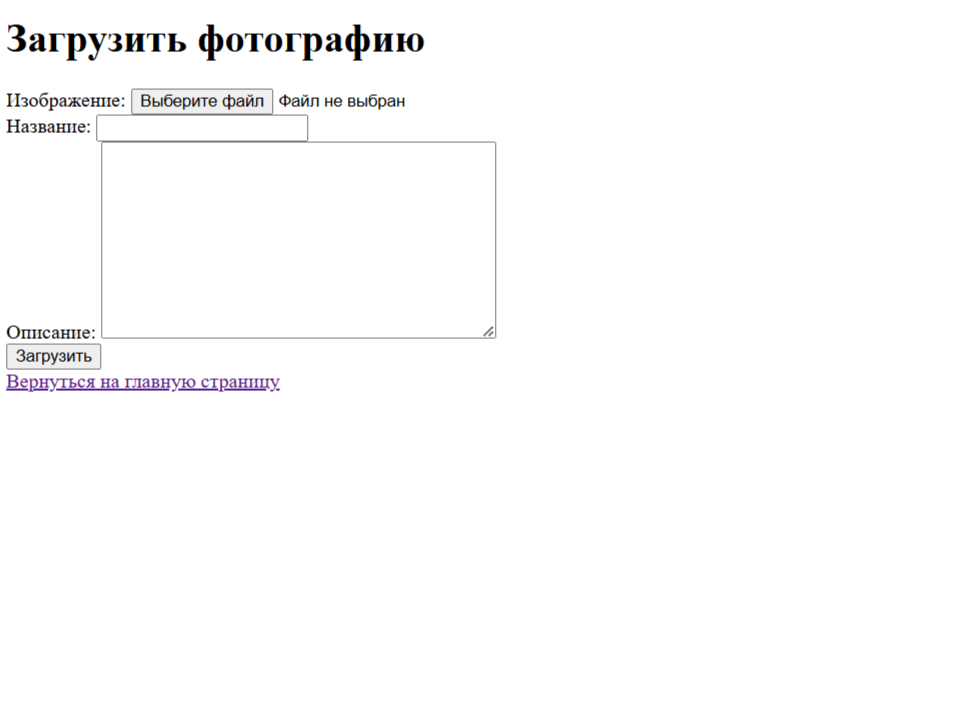 Загрузить фотографию
Изображение: Выберите файл Файл не выбран
Название:
Описание:
Загрузить
Вернуться на главную страницу